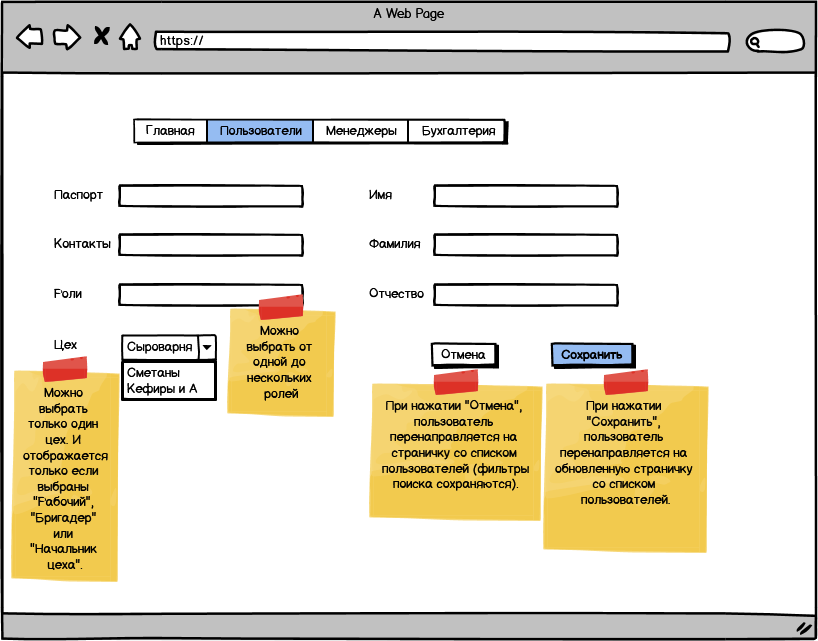 A Web Page
https://
Главная Пользователи Менеджеры Бухгалтерия
Паспорт
Имя
Контакты
Фамилия
Роли
Отчество
Цех
Сыроварня
Сметаны
Кефиры и А
Отмена
Сохранить
Можно
выбрать от
одной до
нескольких
ролей
Можно
выбрать
только один
цех. И
отображается
только если
выбраны
"Рабочий",
"Бригадер"
или
"Начальник
цеха".
При нажатии "Отмена",
пользователь
перенаправляется на
страничку со списком
пользователей (фильтры
поиска сохраняются).
При нажатии
"Сохранить",
пользователь
перенаправляется на
обновленную страничку
со списком
пользователей.